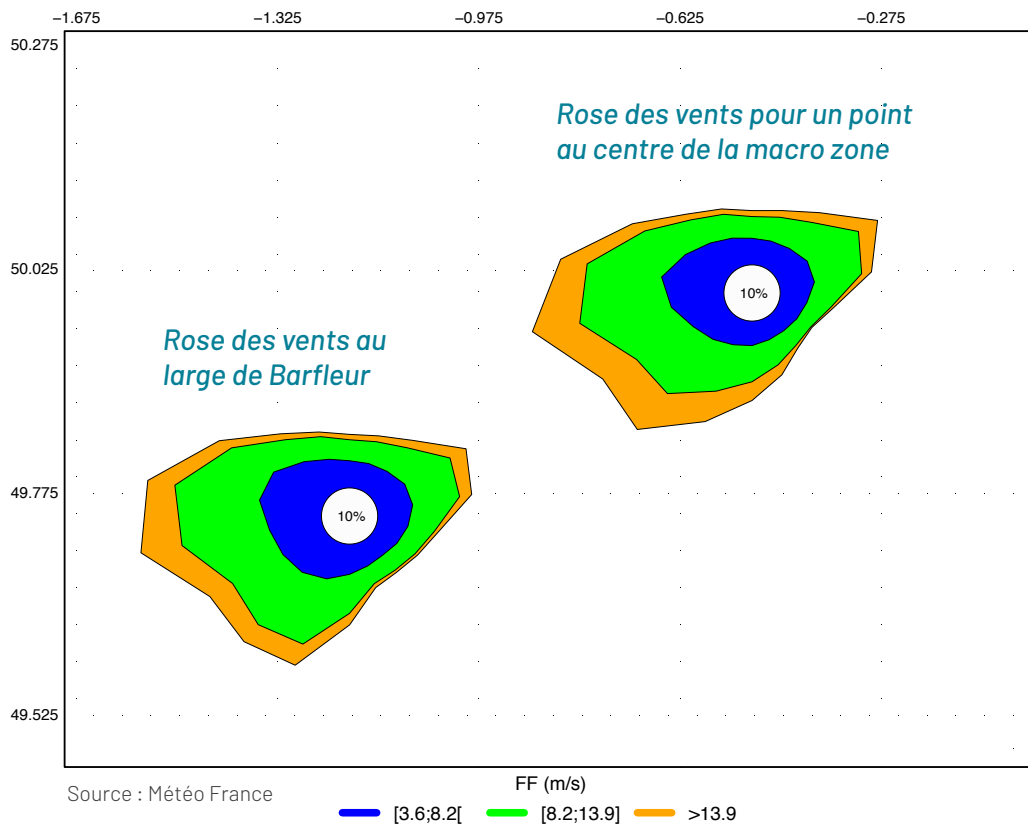 −1.675 −1.325 −0.975 −0.625 −0.275
50.275
Rose des vents pour un point
au centre de la macro zone
50.025
10%
Rose des vents au
large de Barfleur
49.775
10%
49.525
FF (m/s)
Source : Météo France
[3.6;8.2[ [8.2;13.9] >13.9